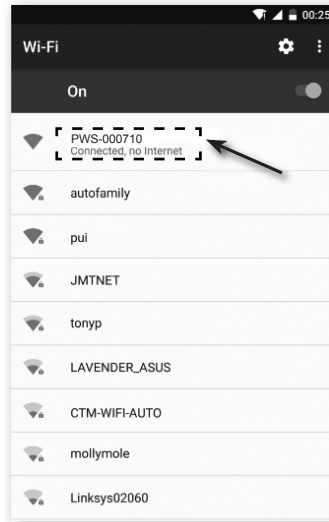 00:25
Wi-Fi
On
PWS-000710
Connected, no Internet
autofamily
pui
JMTNET
tonyp
LAVENDER_ASUS
CTM-WIFI-AUTO
mollymole
Linksys02060